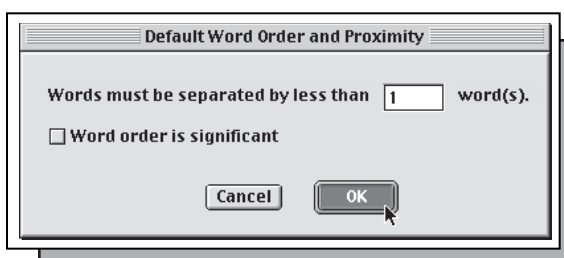 Default Word Order and Proximity
Words must be separated by less than 1 word(s).
Word order is significant
Cancel OK